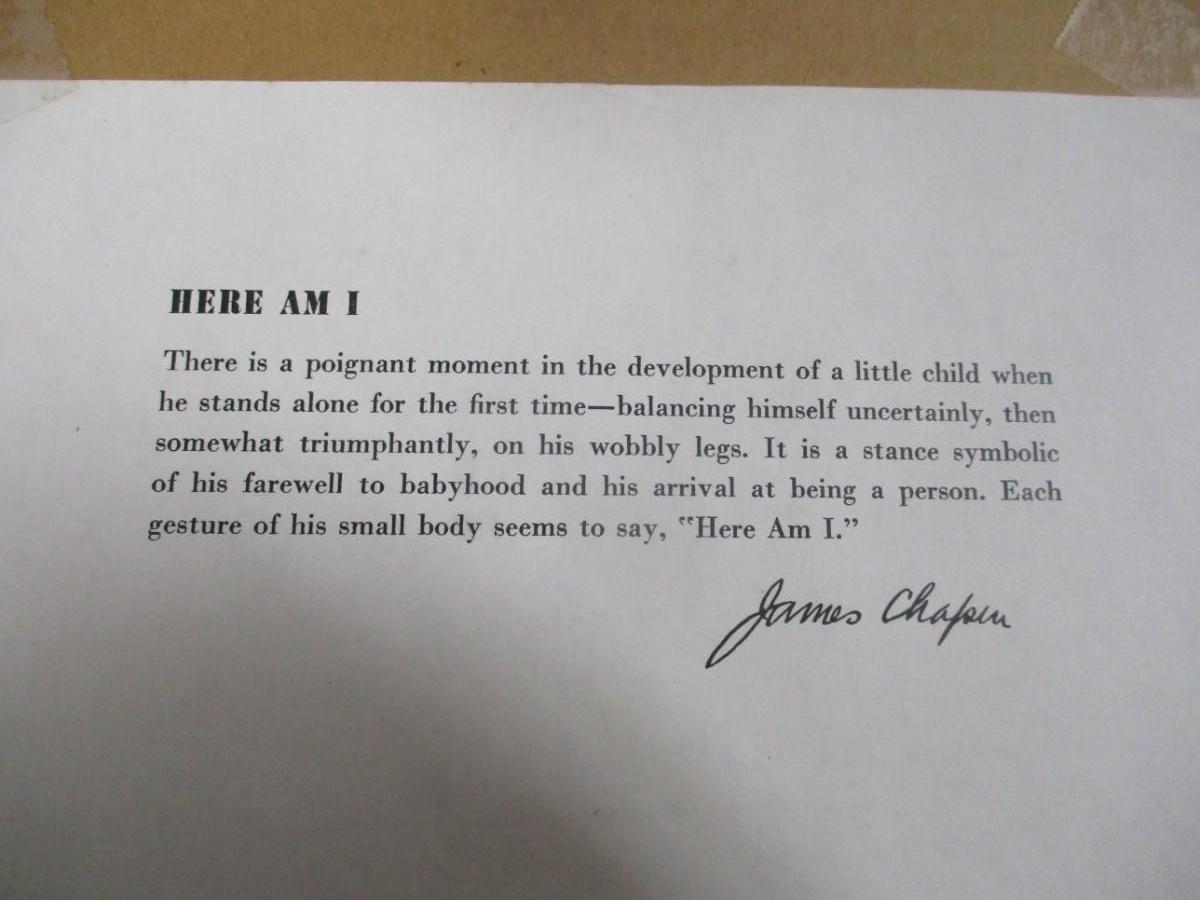 HERE AM I
There is a poignant moment in the development of a little child when
he stands alone for the first time—balancing himself uncertainly, then
somewhat triumphantly, on his wobbly legs. It is a stance symbolic
of his farewell to babyhood and his arrival at being a person. Each
gesture of his small body seems to say, “Here Am I.”
James Chapin